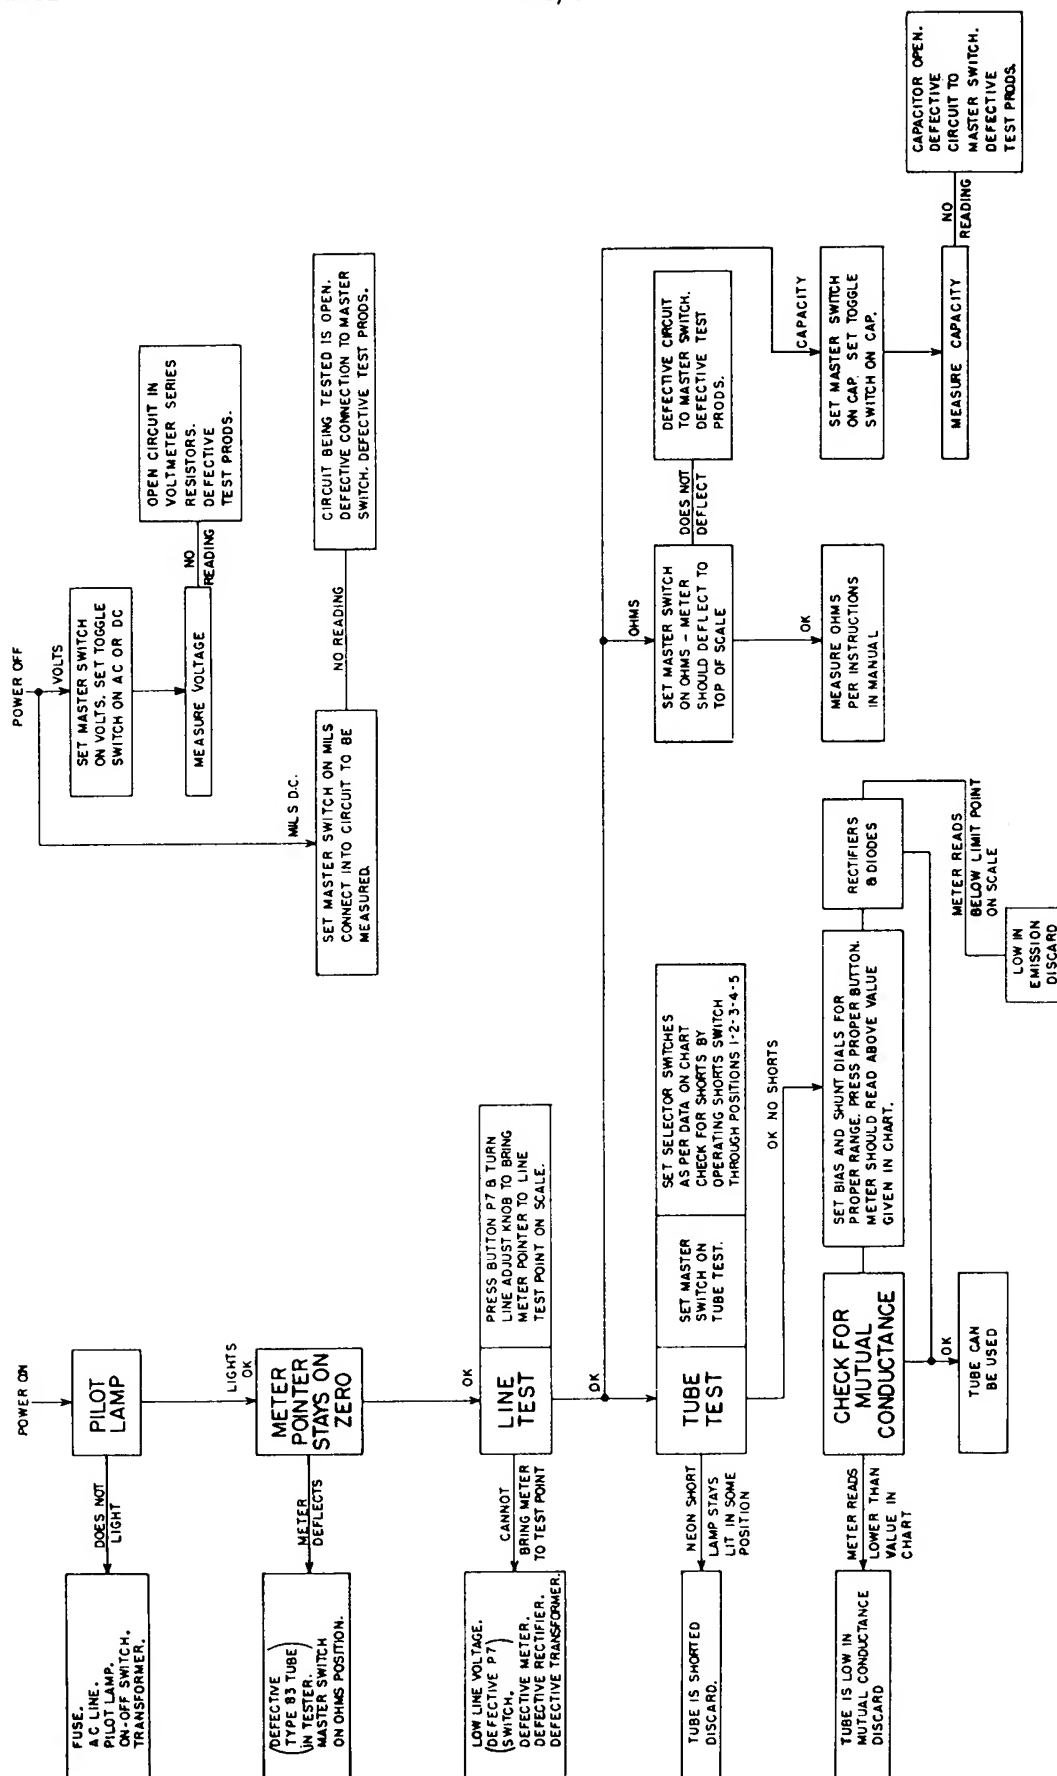 POWER ON
PILOT
LAMP
DOES NOT
LIGHT
FUSE.
A C LINE.
PILOT LAMP.
ON-OFF SWITCH.
TRANSFORMER.
LIGHTS
OK
METER
POINTER
STAYS ON
ZERO
METER
DEFLECTS
(DEFECTIVE
TYPE 83 TUBE)
(IN TESTER.
MASTER SWITCH
ON OHMS POSITION.
OK
LINE
TEST
PRESS BUTTON P7 & TURN
LINE ADJUST KNOB TO BRING
METER POINTER TO LINE
TEST POINT ON SCALE.
CANNOT
BRING METER
TO TEST POINT
LOW LINE VOLTAGE.
(DEFECTIVE P7)
(SWITCH.
DEFECTIVE METER.
DEFECTIVE RECTIFIER.
DEFECTIVE TRANSFORMER.
OK
TUBE
TEST
SET MASTER
SWITCH ON
TUBE TEST.
SET SELECTOR SWITCHES
AS PER DATA ON CHART
CHECK FOR SHORTS BY
OPERATING SHORTS SWITCH
THROUGH POSITIONS 1-2-3-4-5
NEON SHORT
LAMP STAYS
LIT IN SOME
POSITION
TUBE IS SHORTED
DISCARD.
OK NO SHORTS
CHECK FOR
MUTUAL
CONDUCTANCE
SET BIAS AND SHUNT DIALS FOR
PROPER RANGE. PRESS PROPER BUTTON.
METER SHOULD READ ABOVE VALUE
GIVEN IN CHART.
RECTIFIERS
& DIODES
METER READS
BELOW LIMIT POINT
ON SCALE
LOW IN
EMISSION
DISCARD
METER READS
LOWER THAN
VALUE IN
CHART
TUBE IS LOW IN
MUTUAL CONDUCTANCE
DISCARD
OK
TUBE CAN
BE USED
POWER OFF
VOLTS
SET MASTER SWITCH
ON VOLTS. SET TOGGLE
SWITCH ON AC OR DC
MEASURE VOLTAGE
NO
READING
OPEN CIRCUIT IN
VOLTMETER SERIES
RESISTORS.
DEFECTIVE
TEST PRODS.
MILS D.C.
SET MASTER SWITCH ON MILS
CONNECT INTO CIRCUIT TO BE
MEASURED.
NO READING
CIRCUIT BEING TESTED IS OPEN.
DEFECTIVE CONNECTION TO MASTER
SWITCH. DEFECTIVE TEST PRODS.
OHMS
SET MASTER SWITCH
ON OHMS - METER
SHOULD DEFLECT TO
TOP OF SCALE
DOES NOT
DEFLECT
DEFECTIVE CIRCUIT
TO MASTER SWITCH.
DEFECTIVE TEST
PRODS.
OK
MEASURE OHMS
PER INSTRUCTIONS
IN MANUAL
CAPACITY
SET MASTER SWITCH
ON CAP. SET TOGGLE
SWITCH ON CAP.
MEASURE CAPACITY
NO
READING
CAPACITOR OPEN.
DEFECTIVE
CIRCUIT TO
MASTER SWITCH.
DEFECTIVE
TEST PRODS.